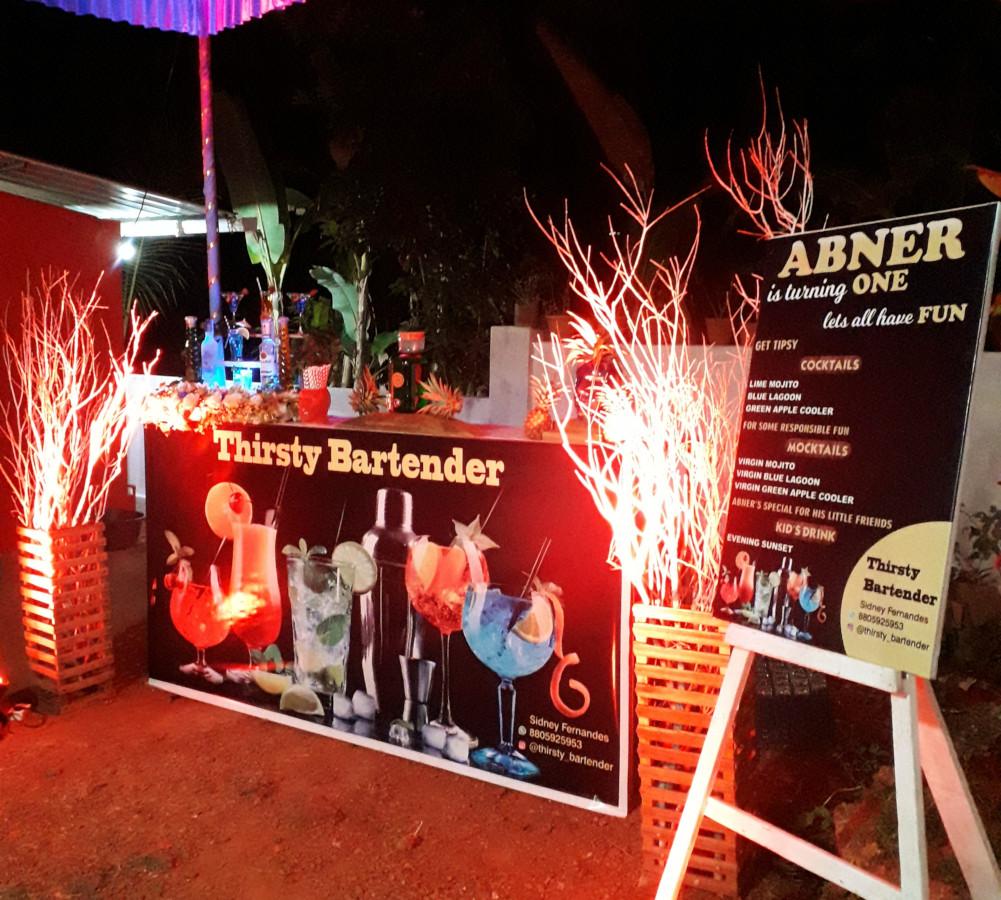 Thirsty Bartender
Sidney Fernandes
8805925953
@thirsty_bartender
ABNER
is turning ONE
lets all have FUN
GET TIPSY
COCKTAILS
LIME MOJITO
BLUE LAGOON
GREEN APPLE COOLER
FOR SOME RESPONSIBLE FUN
MOCKTAILS
VIRGIN MOJITO
VIRGIN BLUE LAGOON
VIRGIN GREEN APPLE COOLER
ABNER'S SPECIAL FOR HIS LITTLE FRIENDS
KID'S DRINK
EVENING SUNSET
Thirsty
Bartender
Sidney Fernandes
8805925953
@thirsty_bartender